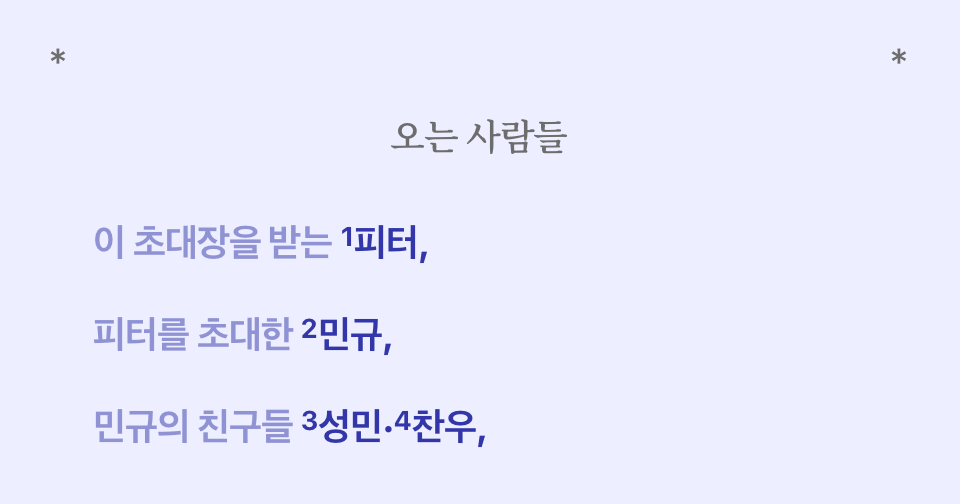 * *
오는 사람들
이 초대장을 받는 ¹피터,
피터를 초대한 ²민규,
민규의 친구들 ³성민·⁴찬우,